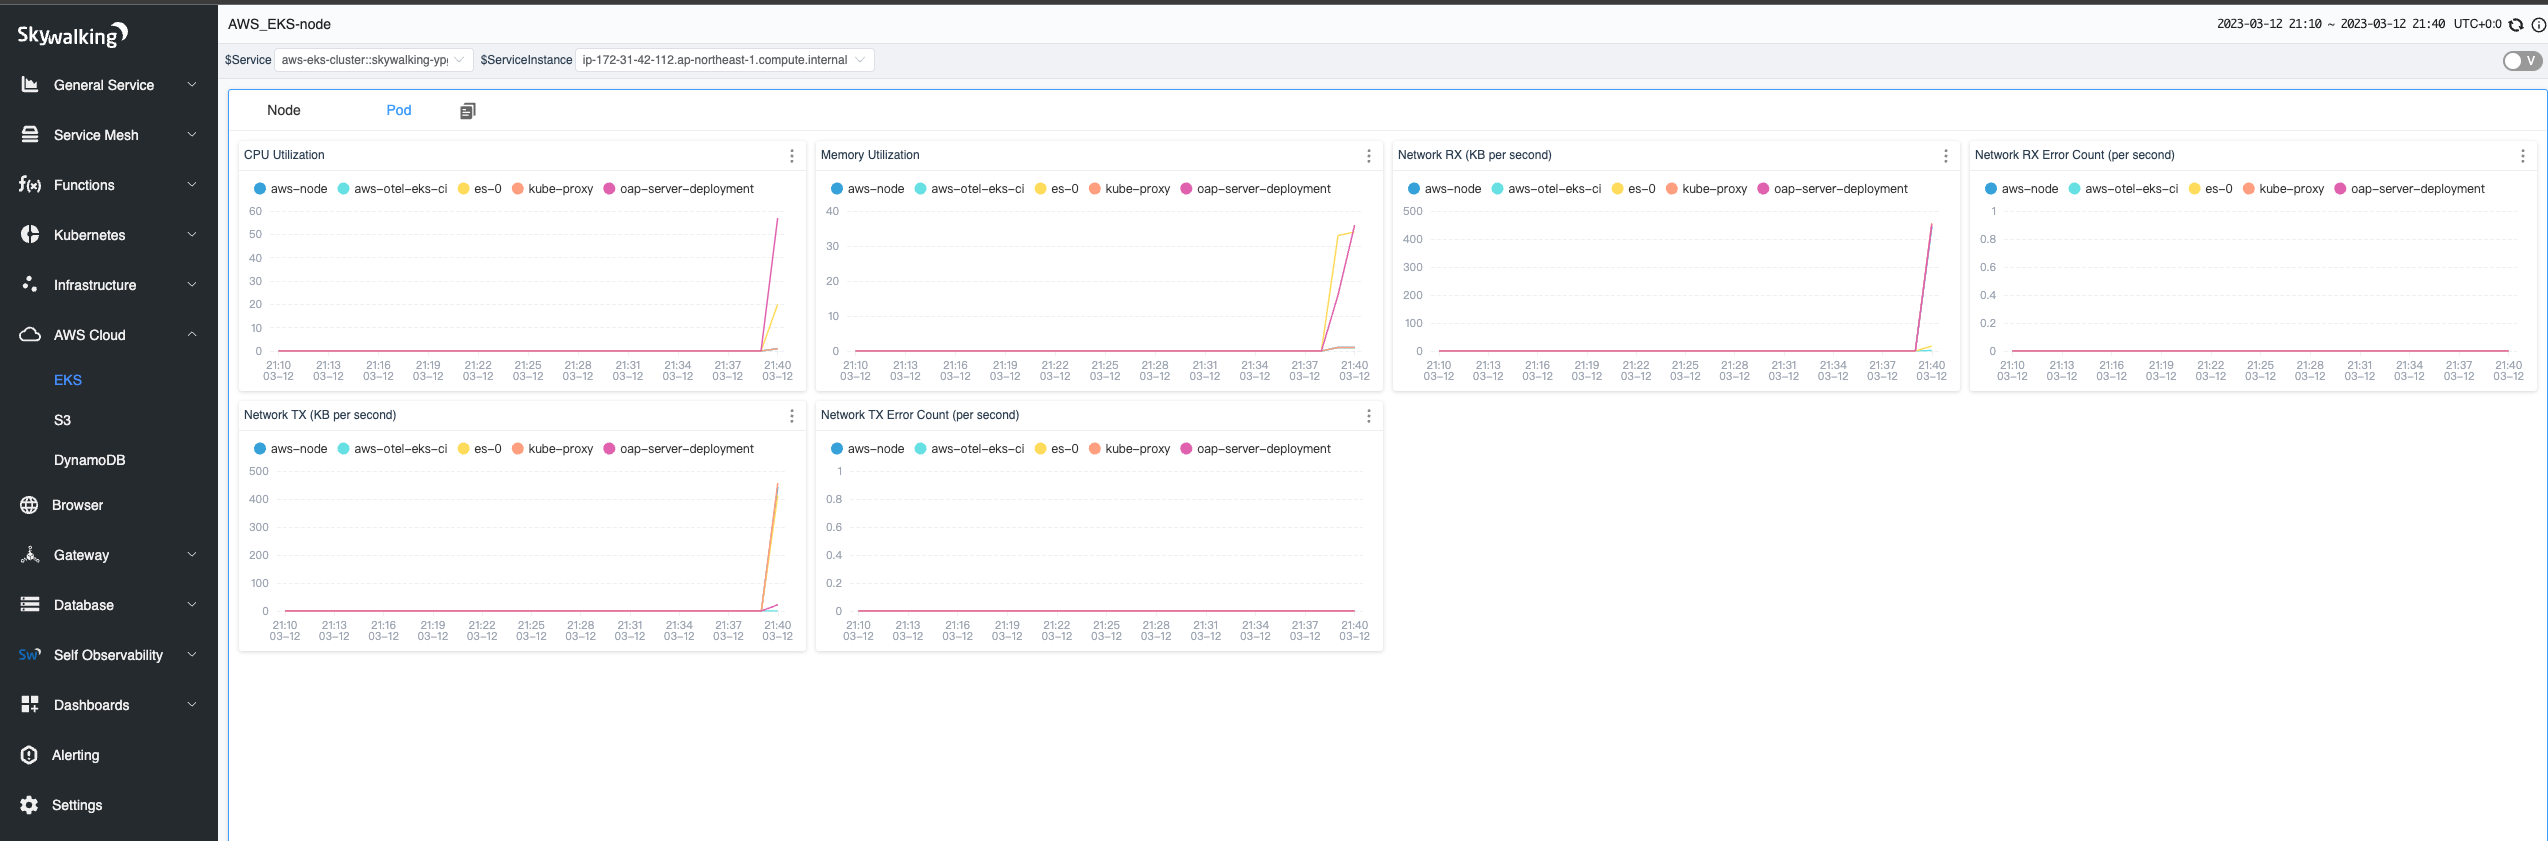 Skywalking
General Service
Service Mesh
Functions
Kubernetes
Infrastructure
AWS Cloud
EKS
S3
DynamoDB
Browser
Gateway
Database
Sw Self Observability
Dashboards
Alerting
Settings
AWS_EKS-node
2023-03-12 21:10 ~ 2023-03-12 21:40 UTC+0:0
$Service aws-eks-cluster::skywalking-yp $ServiceInstance ip-172-31-42-112.ap-northeast-1.compute.internal
V
Node Pod
CPU Utilization
aws-node aws-otel-eks-ci es-0 kube-proxy oap-server-deployment
60
50
40
30
20
10
0
21:10 21:13 21:16 21:19 21:22 21:25 21:28 21:31 21:34 21:37 21:40
03-12 03-12 03-12 03-12 03-12 03-12 03-12 03-12 03-12 03-12 03-12
Memory Utilization
aws-node aws-otel-eks-ci es-0 kube-proxy oap-server-deployment
40
30
20
10
0
21:10 21:13 21:16 21:19 21:22 21:25 21:28 21:31 21:34 21:37 21:40
03-12 03-12 03-12 03-12 03-12 03-12 03-12 03-12 03-12 03-12 03-12
Network RX (KB per second)
aws-node aws-otel-eks-ci es-0 kube-proxy oap-server-deployment
500
400
300
200
100
0
21:10 21:13 21:16 21:19 21:22 21:25 21:28 21:31 21:34 21:37 21:40
03-12 03-12 03-12 03-12 03-12 03-12 03-12 03-12 03-12 03-12 03-12
Network RX Error Count (per second)
aws-node aws-otel-eks-ci es-0 kube-proxy oap-server-deployment
1
0.8
0.6
0.4
0.2
0
21:10 21:13 21:16 21:19 21:22 21:25 21:28 21:31 21:34 21:37 21:40
03-12 03-12 03-12 03-12 03-12 03-12 03-12 03-12 03-12 03-12 03-12
Network TX (KB per second)
aws-node aws-otel-eks-ci es-0 kube-proxy oap-server-deployment
500
400
300
200
100
0
21:10 21:13 21:16 21:19 21:22 21:25 21:28 21:31 21:34 21:37 21:40
03-12 03-12 03-12 03-12 03-12 03-12 03-12 03-12 03-12 03-12 03-12
Network TX Error Count (per second)
aws-node aws-otel-eks-ci es-0 kube-proxy oap-server-deployment
1
0.8
0.6
0.4
0.2
0
21:10 21:13 21:16 21:19 21:22 21:25 21:28 21:31 21:34 21:37 21:40
03-12 03-12 03-12 03-12 03-12 03-12 03-12 03-12 03-12 03-12 03-12